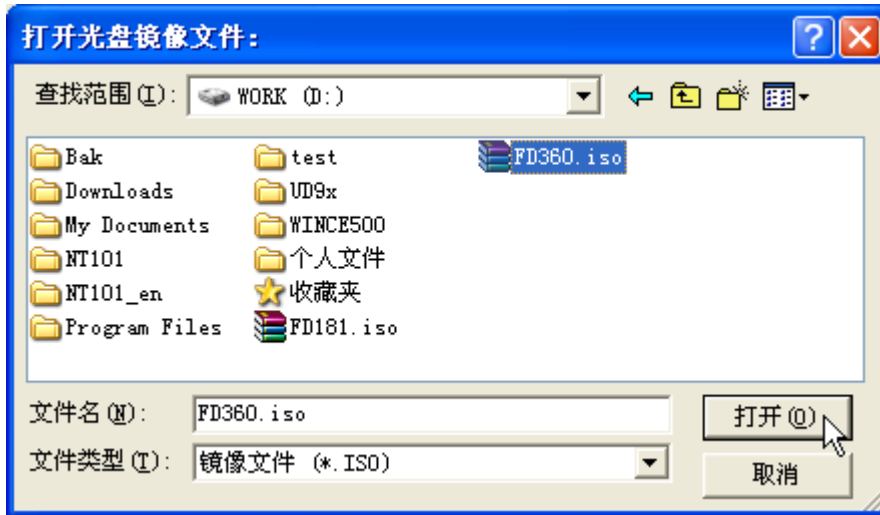 打开光盘镜像文件:
查找范围(I): WORK (D:)
Bak test FD360.iso
Downloads UD9x
My Documents WINCE500
NT101 个人文件
NT101_en 收藏夹
Program Files FD181.iso
文件名(N): FD360.iso 打开(O)
文件类型(T): 镜像文件 (*.ISO) 取消